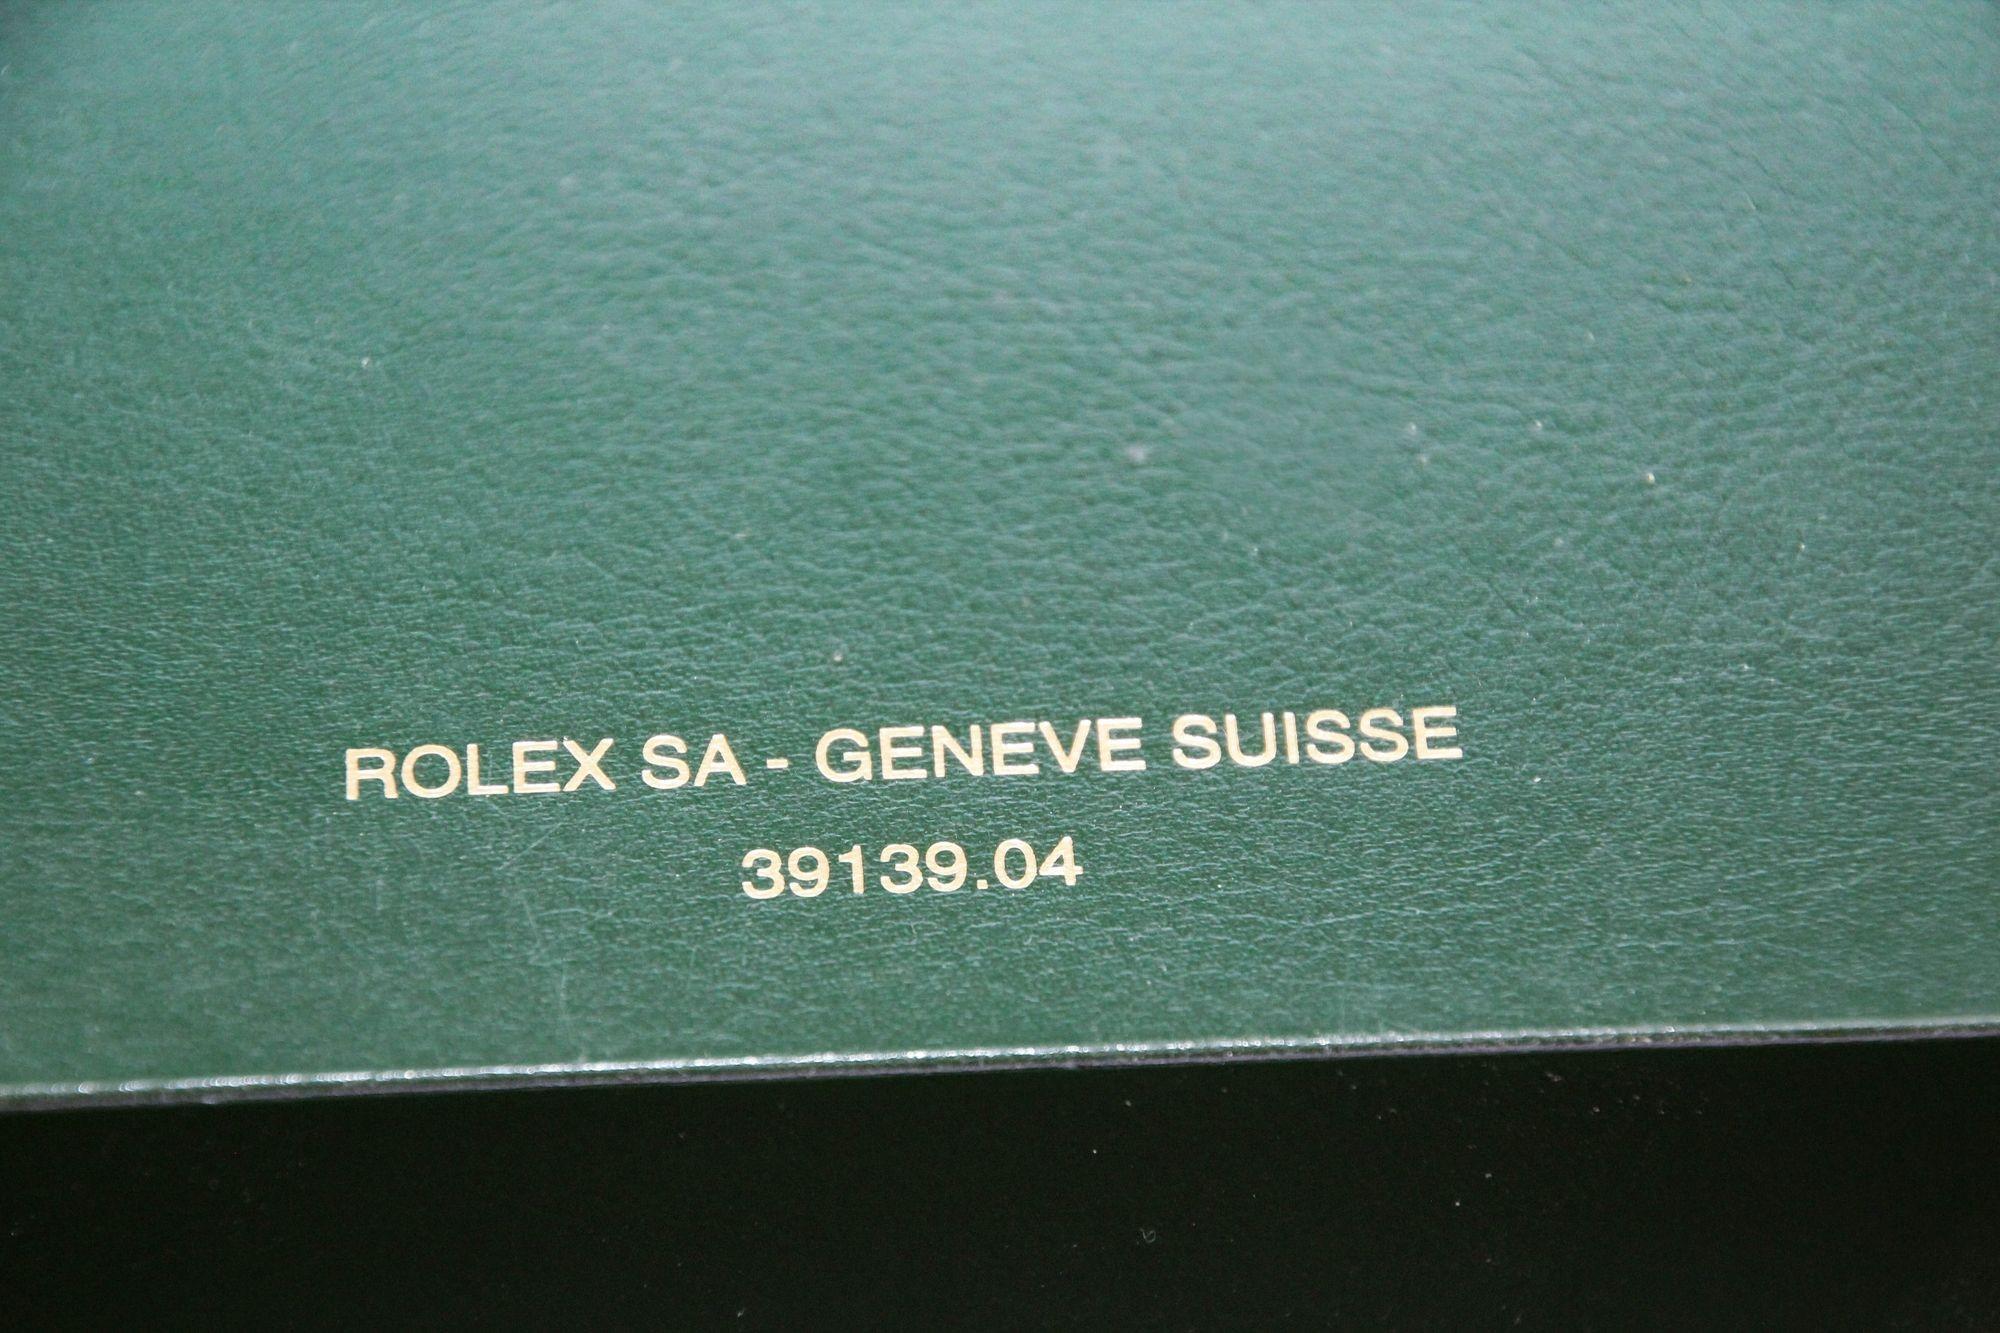 ROLEX SA - GENEVE SUISSE
39139.04